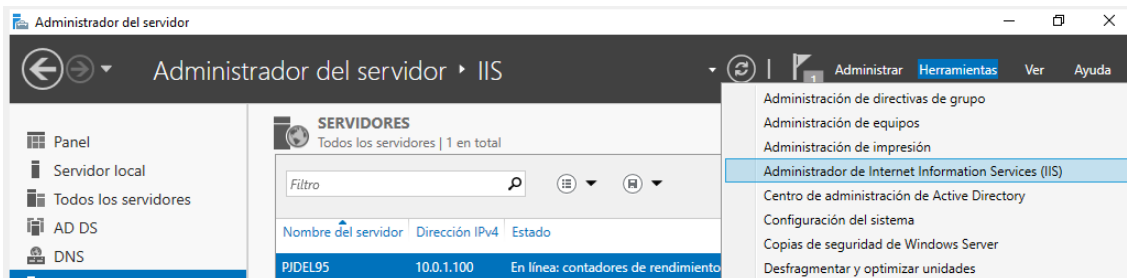 Administrador del servidor
Administrador del servidor ‣ IIS
1
Administrar Herramientas Ver Ayuda
Panel
Servidor local
Todos los servidores
AD DS
DNS
SERVIDORES
Todos los servidores | 1 en total
Filtro
Nombre del servidor Dirección IPv4 Estado
PJDEL95 10.0.1.100 En línea: contadores de rendimiento
Administración de directivas de grupo
Administración de equipos
Administración de impresión
Administrador de Internet Information Services (IIS)
Centro de administración de Active Directory
Configuración del sistema
Copias de seguridad de Windows Server
Desfragmentar y optimizar unidades